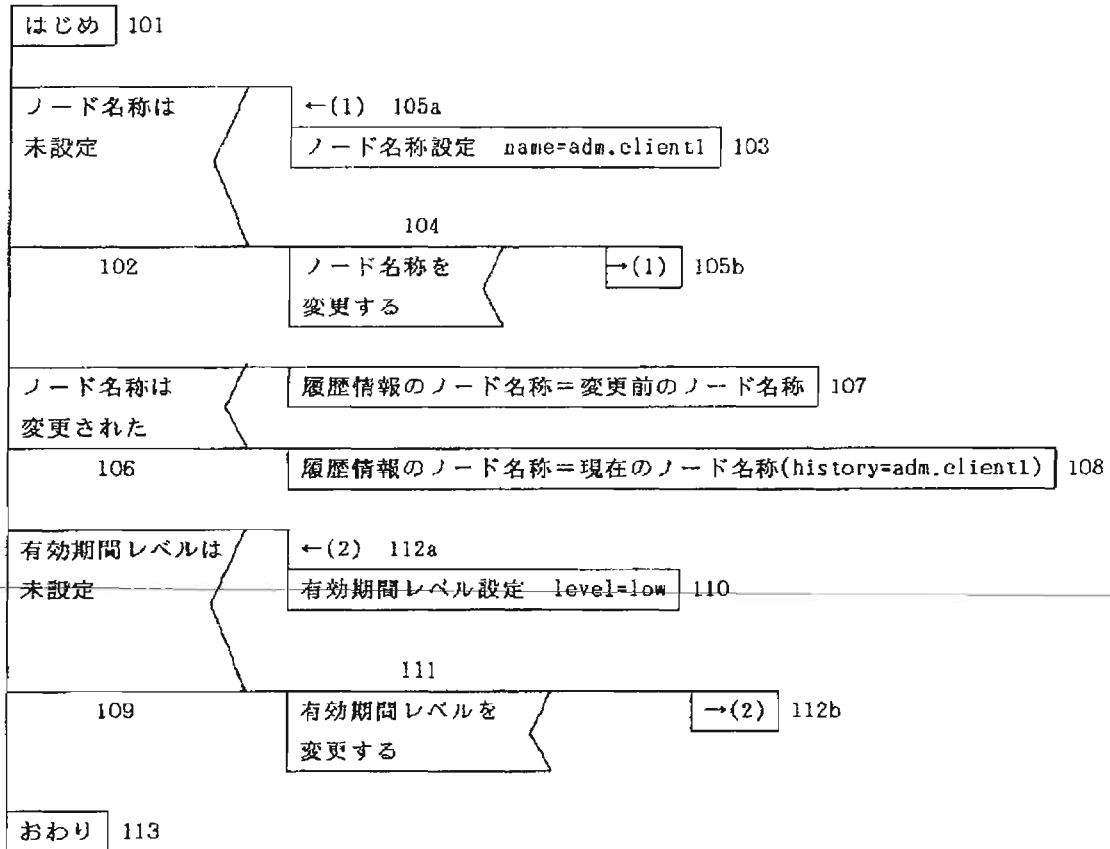 はじめ 101
ノード名称は
未設定
←(1) 105a
ノード名称設定 name=adm.client1 103
104
102
ノード名称を
変更する
→(1) 105b
ノード名称は
変更された
履歴情報のノード名称=変更前のノード名称 107
106
履歴情報のノード名称=現在のノード名称(history=adm.client1) 108
有効期間レベルは
未設定
←(2) 112a
有効期間レベル設定 level=low 110
111
109
有効期間レベルを
変更する
→(2) 112b
おわり 113